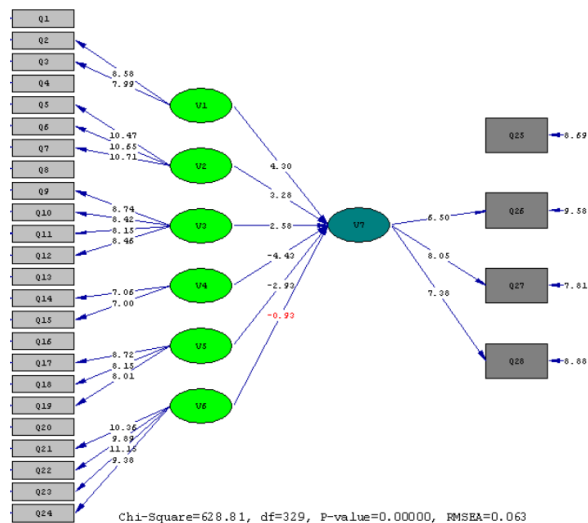 Q1
Q2
Q3
Q4
Q5
Q6
Q7
Q8
Q9
Q10
Q11
Q12
Q13
Q14
Q15
Q16
Q17
Q18
Q19
Q20
Q21
Q22
Q23
Q24
8.58
7.99
10.47
10.65
10.71
8.74
8.42
8.15
8.46
7.06
7.00
8.72
8.15
8.01
10.36
9.89
11.15
9.38
V1
V2
V3
V4
V5
V6
4.30
3.28
2.58
-4.43
-2.93
-0.93
V7
6.50
8.05
7.38
Q25
8.69
Q26
9.58
Q27
7.81
Q28
8.88
Chi-Square=628.81, df=329, P-value=0.00000, RMSEA=0.063